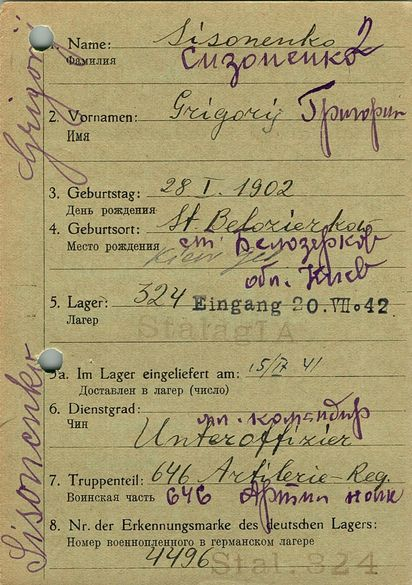 1. Name: Sisonenko 2
Фамилия Сизоненко
2. Vornamen: Grigorij Григорий
Имя
3. Geburtstag: 28 I. 1902
День рождения
4. Geburtsort: St. Belozierkow
Место рождения ст. Белозерков
Kiew Geb
обл. Киев
5. Lager: 324 Eingang 20. VII. 42
Лагер
Stalag I A
5a. Im Lager eingeliefert am: 15/IX 41
Доставлен в лагер (число)
6. Dienstgrad: мл. командир
Чин Unteroffizier
7. Truppenteil: 646 Artilerie-Reg.
Воинская часть 646 Артил полк
8. Nr. der Erkennungsmarke des deutschen Lagers:
Номер военнопленного в германском лагере
4496 Stal. 324
Grigorij
Sisonenko